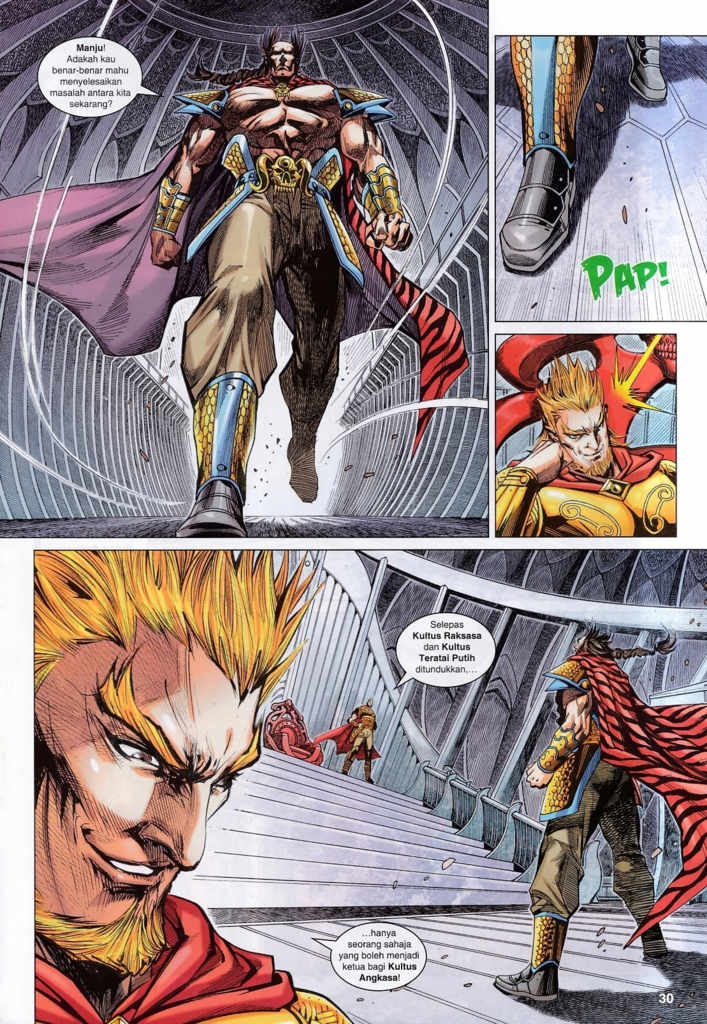 Manju!
Adakah kau
benar-benar mahu
menyelesaikan
masalah antara kita
sekarang?
PAP!
Selepas
Kultus Raksasa
dan Kultus
Teratai Putih
ditundukkan,...
...hanya
seorang sahaja
yang boleh menjadi
ketua bagi Kultus
Angkasa!
30